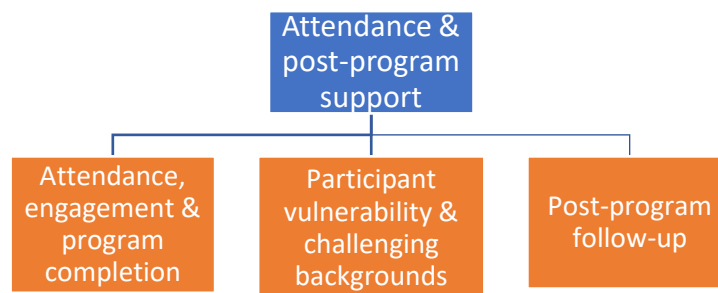 Attendance &
post-program
support
Attendance,
engagement &
program
completion
Participant
vulnerability &
challenging
backgrounds
Post-program
follow-up